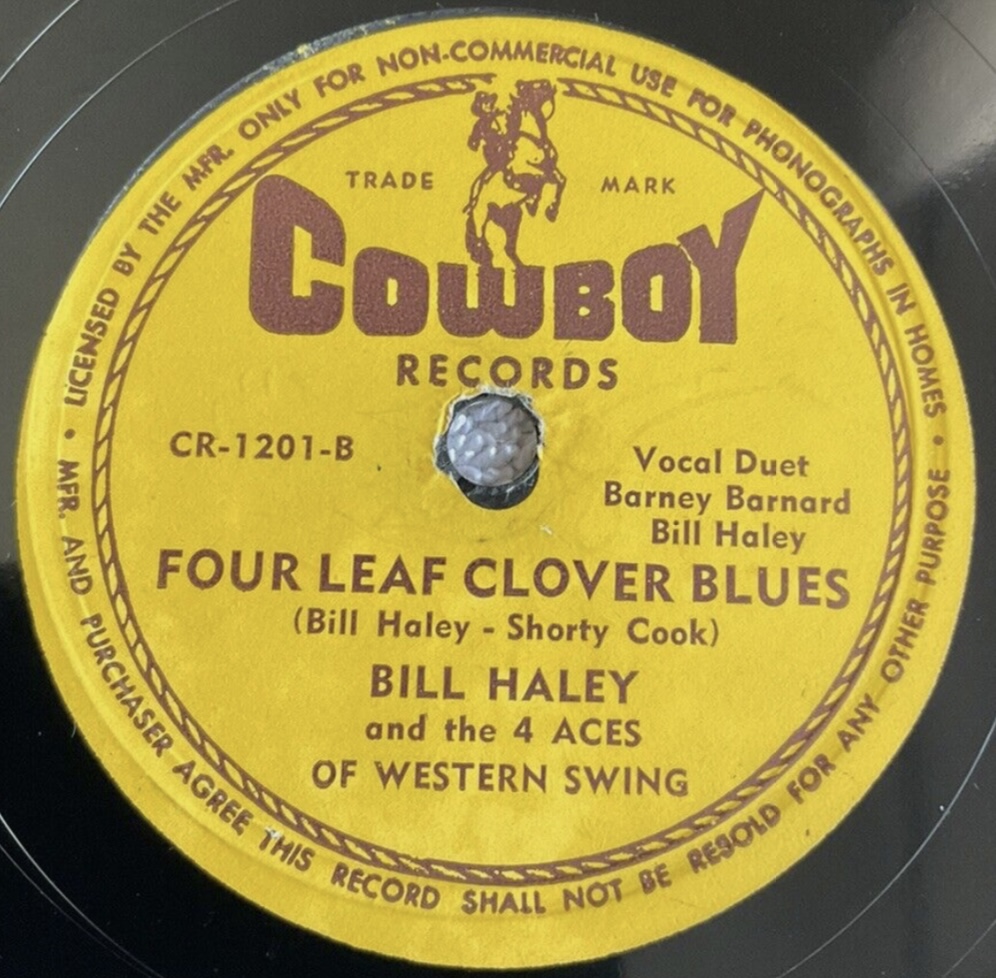 LICENSED BY THE MFR. ONLY FOR NON-COMMERCIAL USE FOR PHONOGRAPHS IN HOMES •
MFR. AND PURCHASER AGREE THIS RECORD SHALL NOT BE RESOLD FOR ANY OTHER PURPOSE •
TRADE MARK
COWBOY
RECORDS
CR-1201-B
Vocal Duet
Barney Barnard
Bill Haley
FOUR LEAF CLOVER BLUES
(Bill Haley - Shorty Cook)
BILL HALEY
and the 4 ACES
OF WESTERN SWING